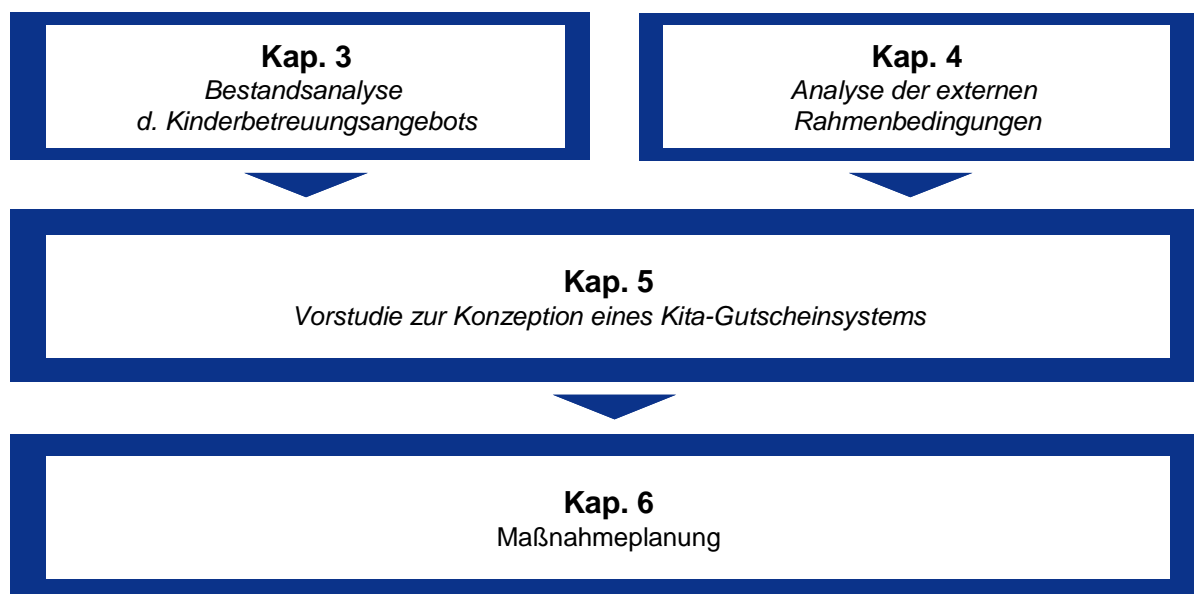 Kap. 3
Bestandsanalyse
d. Kinderbetreuungsangebots
Kap. 4
Analyse der externen
Rahmenbedingungen
Kap. 5
Vorstudie zur Konzeption eines Kita-Gutscheinsystems
Kap. 6
Maßnahmeplanung